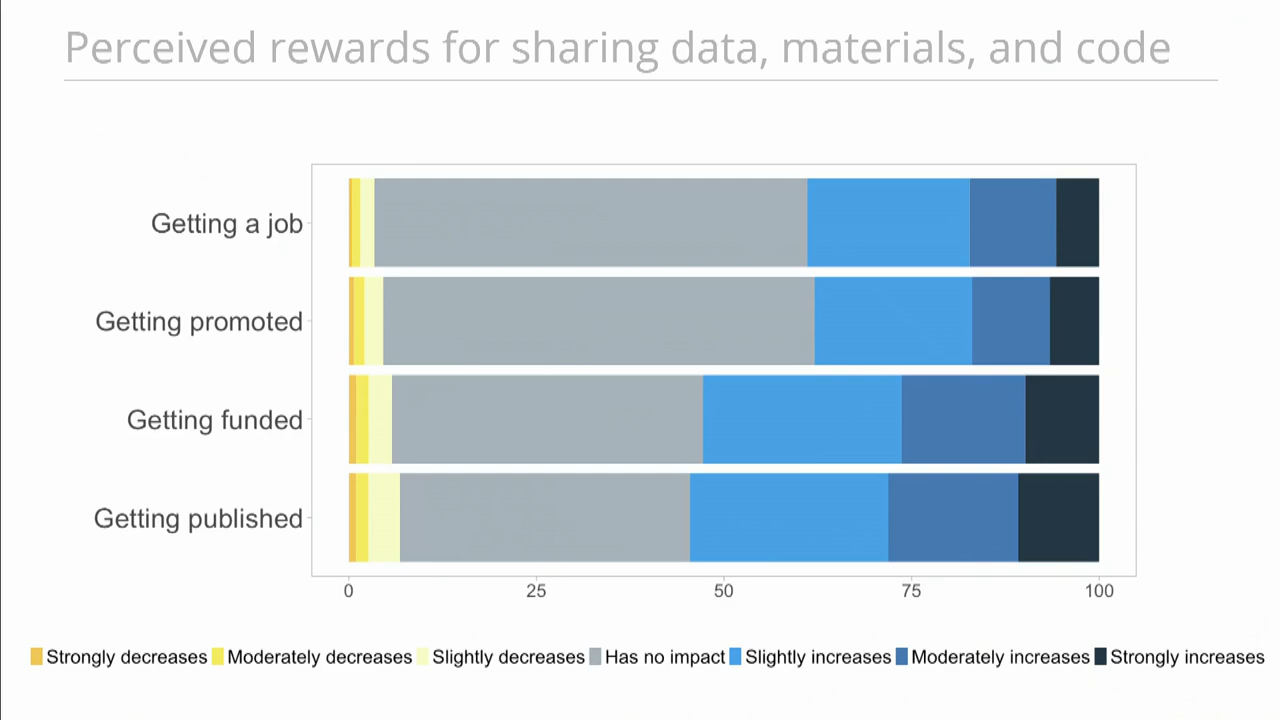 Perceived rewards for sharing data, materials, and code
Getting a job
Getting promoted
Getting funded
Getting published
0 25 50 75 100
Strongly decreases Moderately decreases Slightly decreases Has no impact Slightly increases Moderately increases Strongly increases